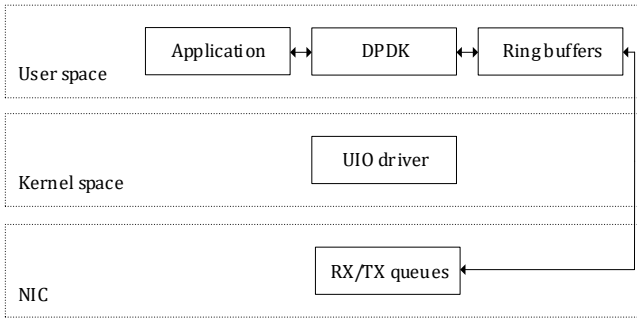 Application
DPDK
Ring buffers
User space
UIO driver
Kernel space
RX/TX queues
NIC